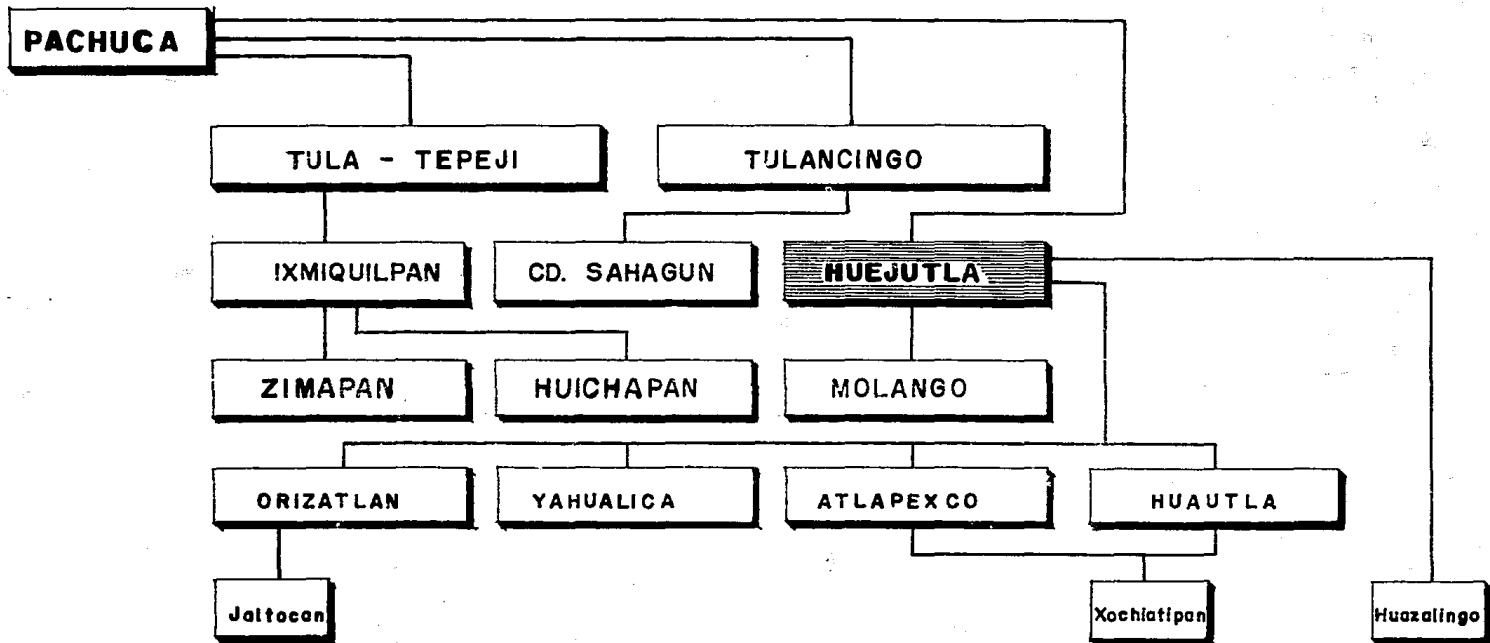 PACHUCA
TULA - TEPEJI
TULANCINGO
IXMIQUILPAN
CD. SAHAGUN
HUEJUTLA
ZIMAPAN
HUICHAPAN
MOLANGO
ORIZATLAN
YAHUALICA
ATLAPEXCO
HUAUTLA
Jaltocan
Xochiatipan
Huazalingo